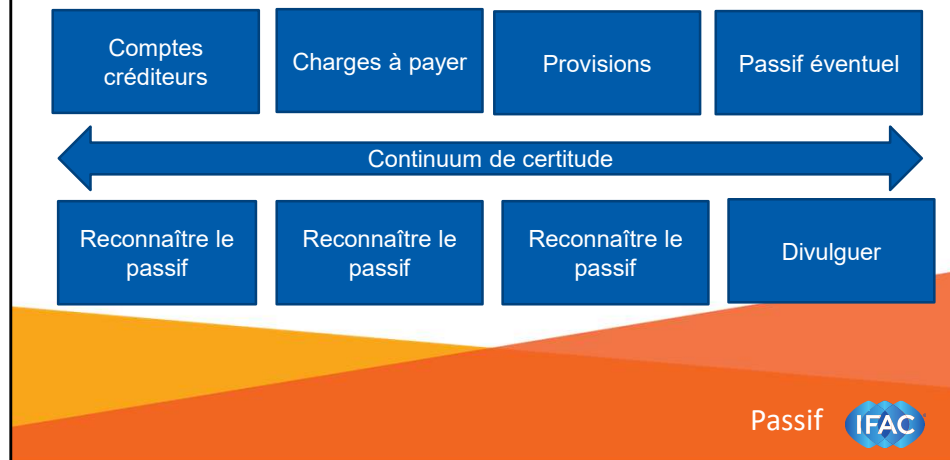 Comptes
créditeurs
Charges à payer
Provisions
Passif éventuel
Continuum de certitude
Reconnaître le
passif
Reconnaître le
passif
Reconnaître le
passif
Divulguer
Passif
IFAC